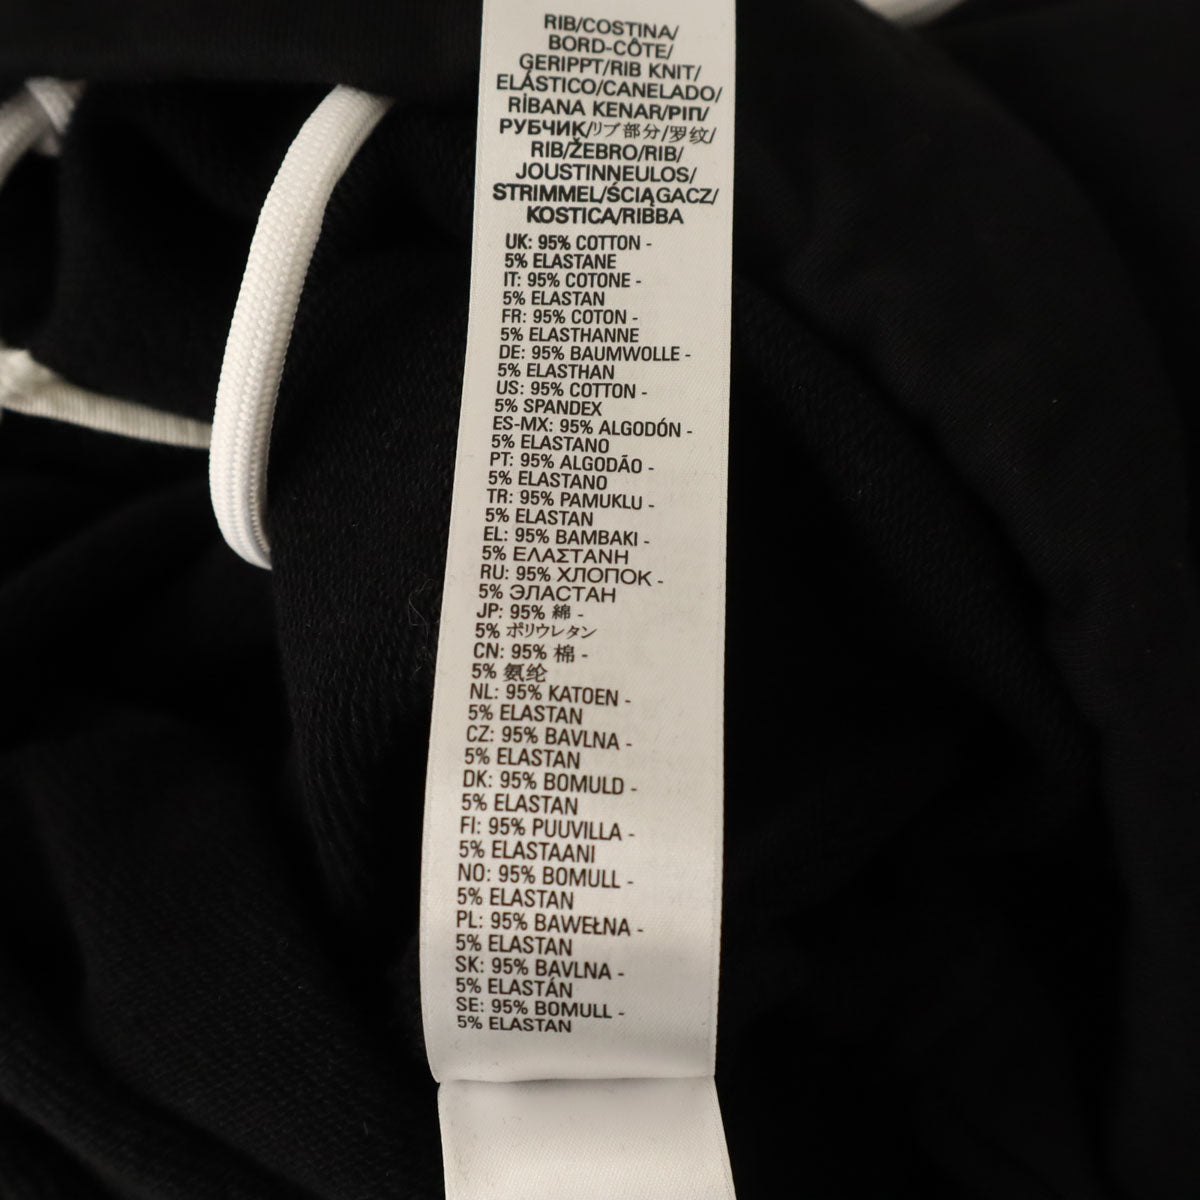 RIB/COSTINA/
BORD-CÔTE/
GERIPPT/RIB KNIT/
ELÁSTICO/CANELADO/
RİBANA KENAR/ΡΙΠ/
РУБЧИК/リブ部分/罗纹/
RIB/ŽEBRO/RIB/
JOUSTINNEULOS/
STRIMMEL/ŚCIĄGACZ/
KOSTICA/RIBBA
UK: 95% COTTON -
5% ELASTANE
IT: 95% COTONE -
5% ELASTAN
FR: 95% COTON -
5% ELASTHANNE
DE: 95% BAUMWOLLE -
5% ELASTHAN
US: 95% COTTON -
5% SPANDEX
ES-MX: 95% ALGODÓN -
5% ELASTANO
PT: 95% ALGODÃO -
5% ELASTANO
TR: 95% PAMUKLU -
5% ELASTAN
EL: 95% ΒΑΜΒΑΚΙ -
5% ΕΛΑΣΤΑΝΗ
RU: 95% ХЛОПОК -
5% ЭЛАСТАН
JP: 95% 綿 -
5% ポリウレタン
CN: 95% 棉 -
5% 氨纶
NL: 95% KATOEN -
5% ELASTAN
CZ: 95% BAVLNA -
5% ELASTAN
DK: 95% BOMULD -
5% ELASTAN
FI: 95% PUUVILLA -
5% ELASTAANI
NO: 95% BOMULL -
5% ELASTAN
PL: 95% BAWEŁNA -
5% ELASTAN
SK: 95% BAVLNA -
5% ELASTÁN
SE: 95% BOMULL -
5% ELASTAN